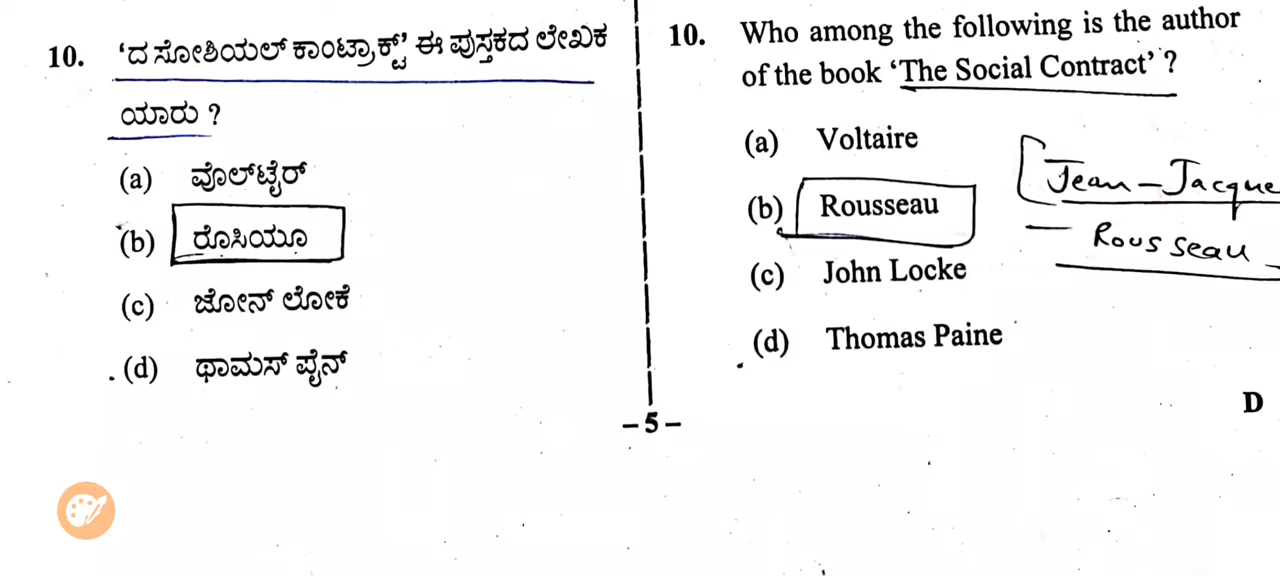 10. ‘ದ ಸೋಶಿಯಲ್ ಕಾಂಟ್ರಾಕ್ಟ್’ ಈ ಪುಸ್ತಕದ ಲೇಖಕ
ಯಾರು ?
(a) ವೊಲ್‌ಟೈರ್
(b) ರೊಸಿಯೂ
(c) ಜೋನ್ ಲೋಕೆ
(d) ಥಾಮಸ್ ಪೈನ್
10. Who among the following is the author
of the book ‘The Social Contract’ ?
(a) Voltaire
(b) Rousseau
(c) John Locke
(d) Thomas Paine
Jean-Jacque
Rousseau
D
– 5 –